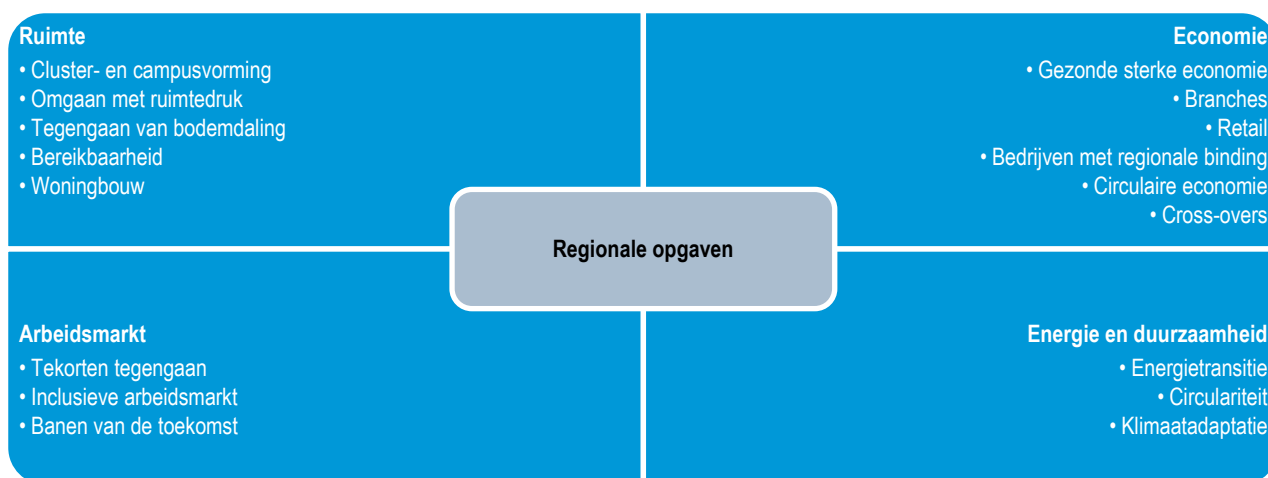 Ruimte
• Cluster- en campusvorming
• Omgaan met ruimtedruk
• Tegengaan van bodemdaling
• Bereikbaarheid
• Woningbouw
Economie
• Gezonde sterke economie
• Branches
• Retail
• Bedrijven met regionale binding
• Circulaire economie
• Cross-overs
Regionale opgaven
Arbeidsmarkt
• Tekorten tegengaan
• Inclusieve arbeidsmarkt
• Banen van de toekomst
Energie en duurzaamheid
• Energietransitie
• Circulariteit
• Klimaatadaptatie